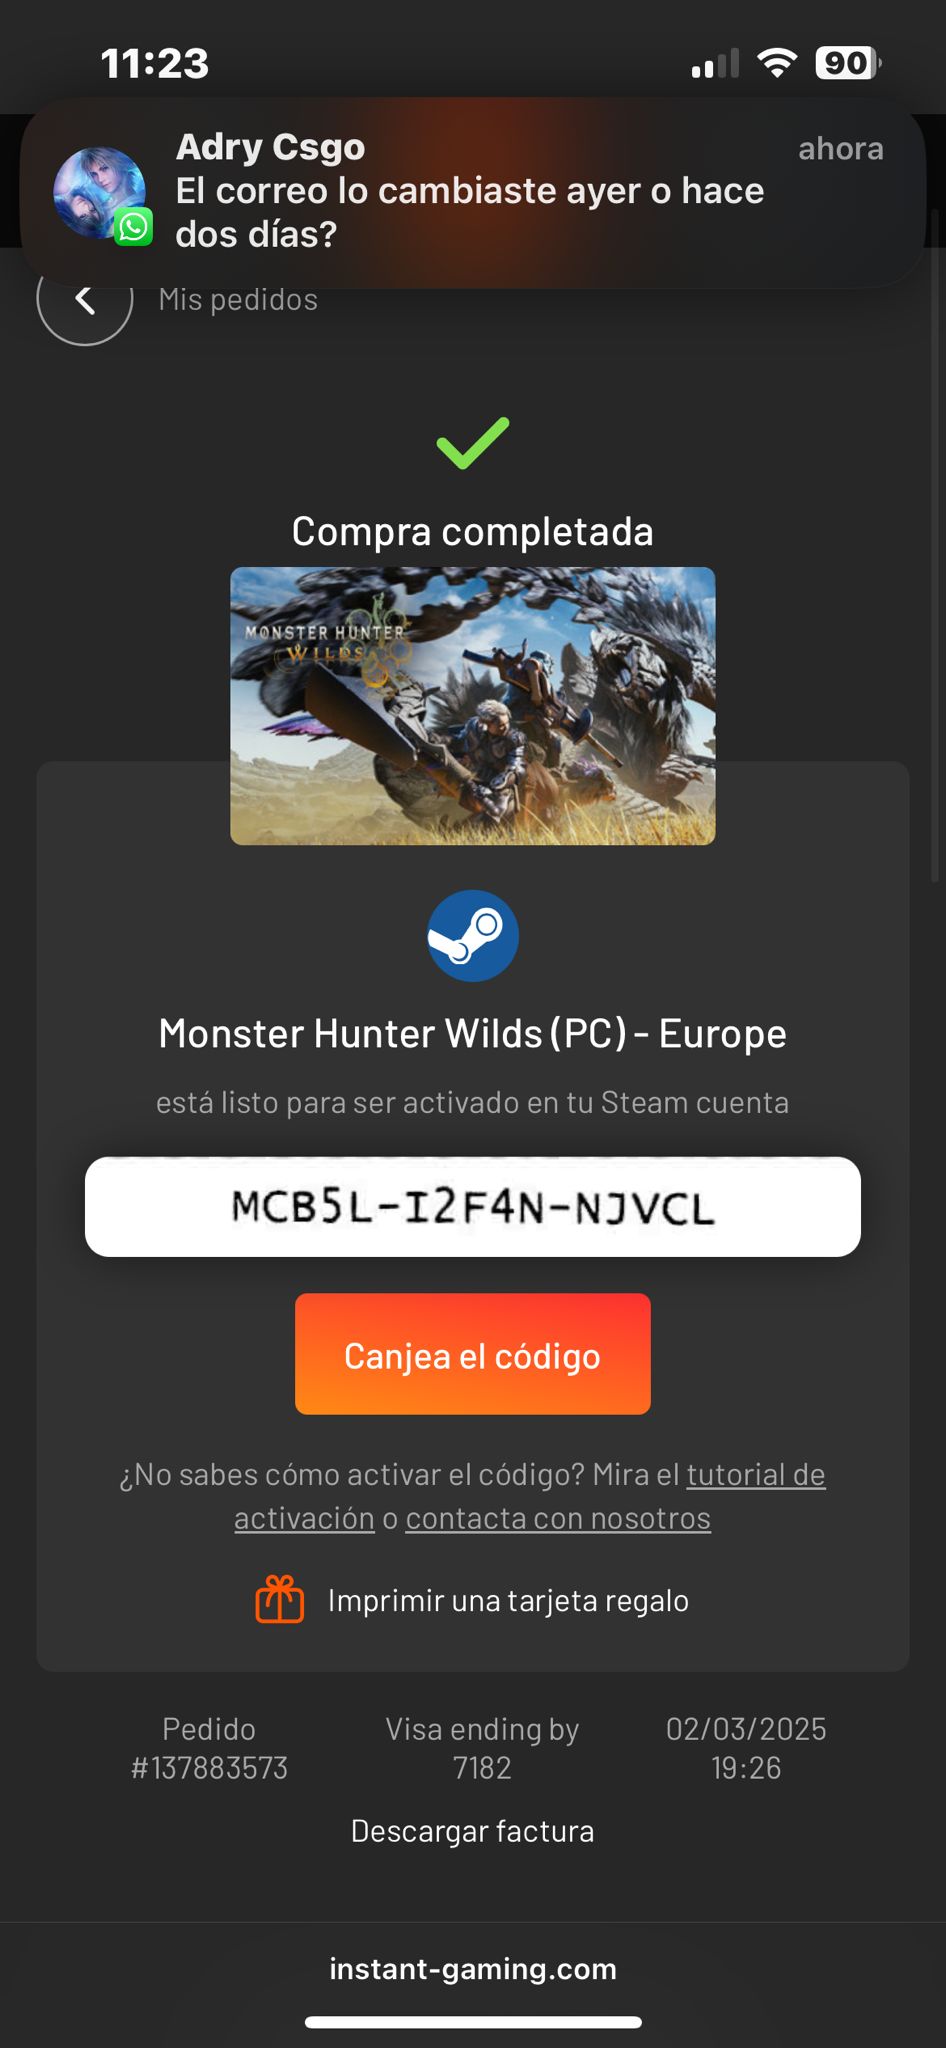 11:23
90
Adry Csgo
ahora
El correo lo cambiaste ayer o hace
dos días?
Mis pedidos
Compra completada
MONSTER HUNTER
WILDS
Monster Hunter Wilds (PC) - Europe
está listo para ser activado en tu Steam cuenta
MCB5L-I2F4N-NJVCL
Canjea el código
¿No sabes cómo activar el código? Mira el tutorial de
activación o contacta con nosotros
Imprimir una tarjeta regalo
Pedido
#137883573
Visa ending by
7182
02/03/2025
19:26
Descargar factura
instant-gaming.com